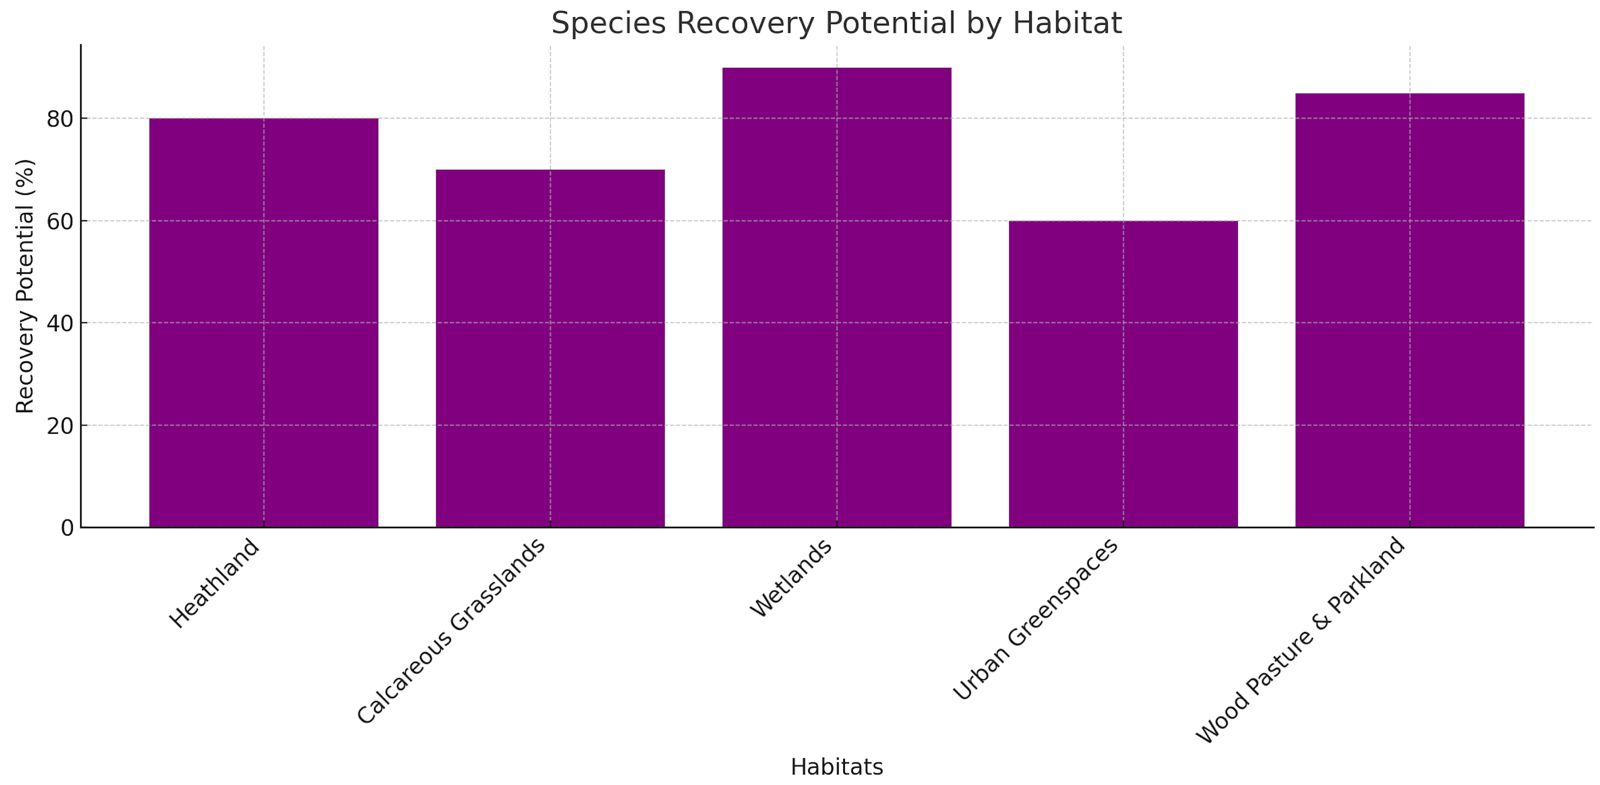 Species Recovery Potential by Habitat
Recovery Potential (%)
80
60
40
20
0
Heathland
Calcareous Grasslands
Wetlands
Urban Greenspaces
Wood Pasture & Parkland
Habitats